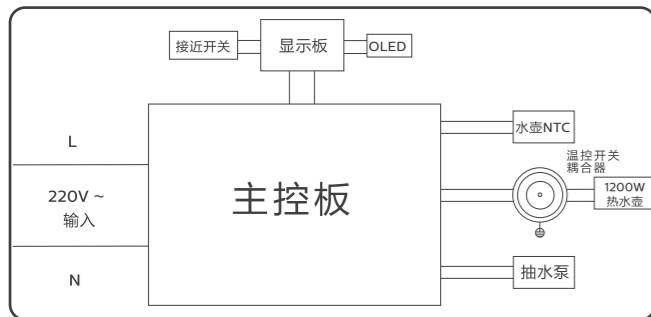 接近开关
显示板
OLED
L
220V ~
输入
N
主控板
水壶NTC
温控开关
耦合器
1200W
热水壶
抽水泵